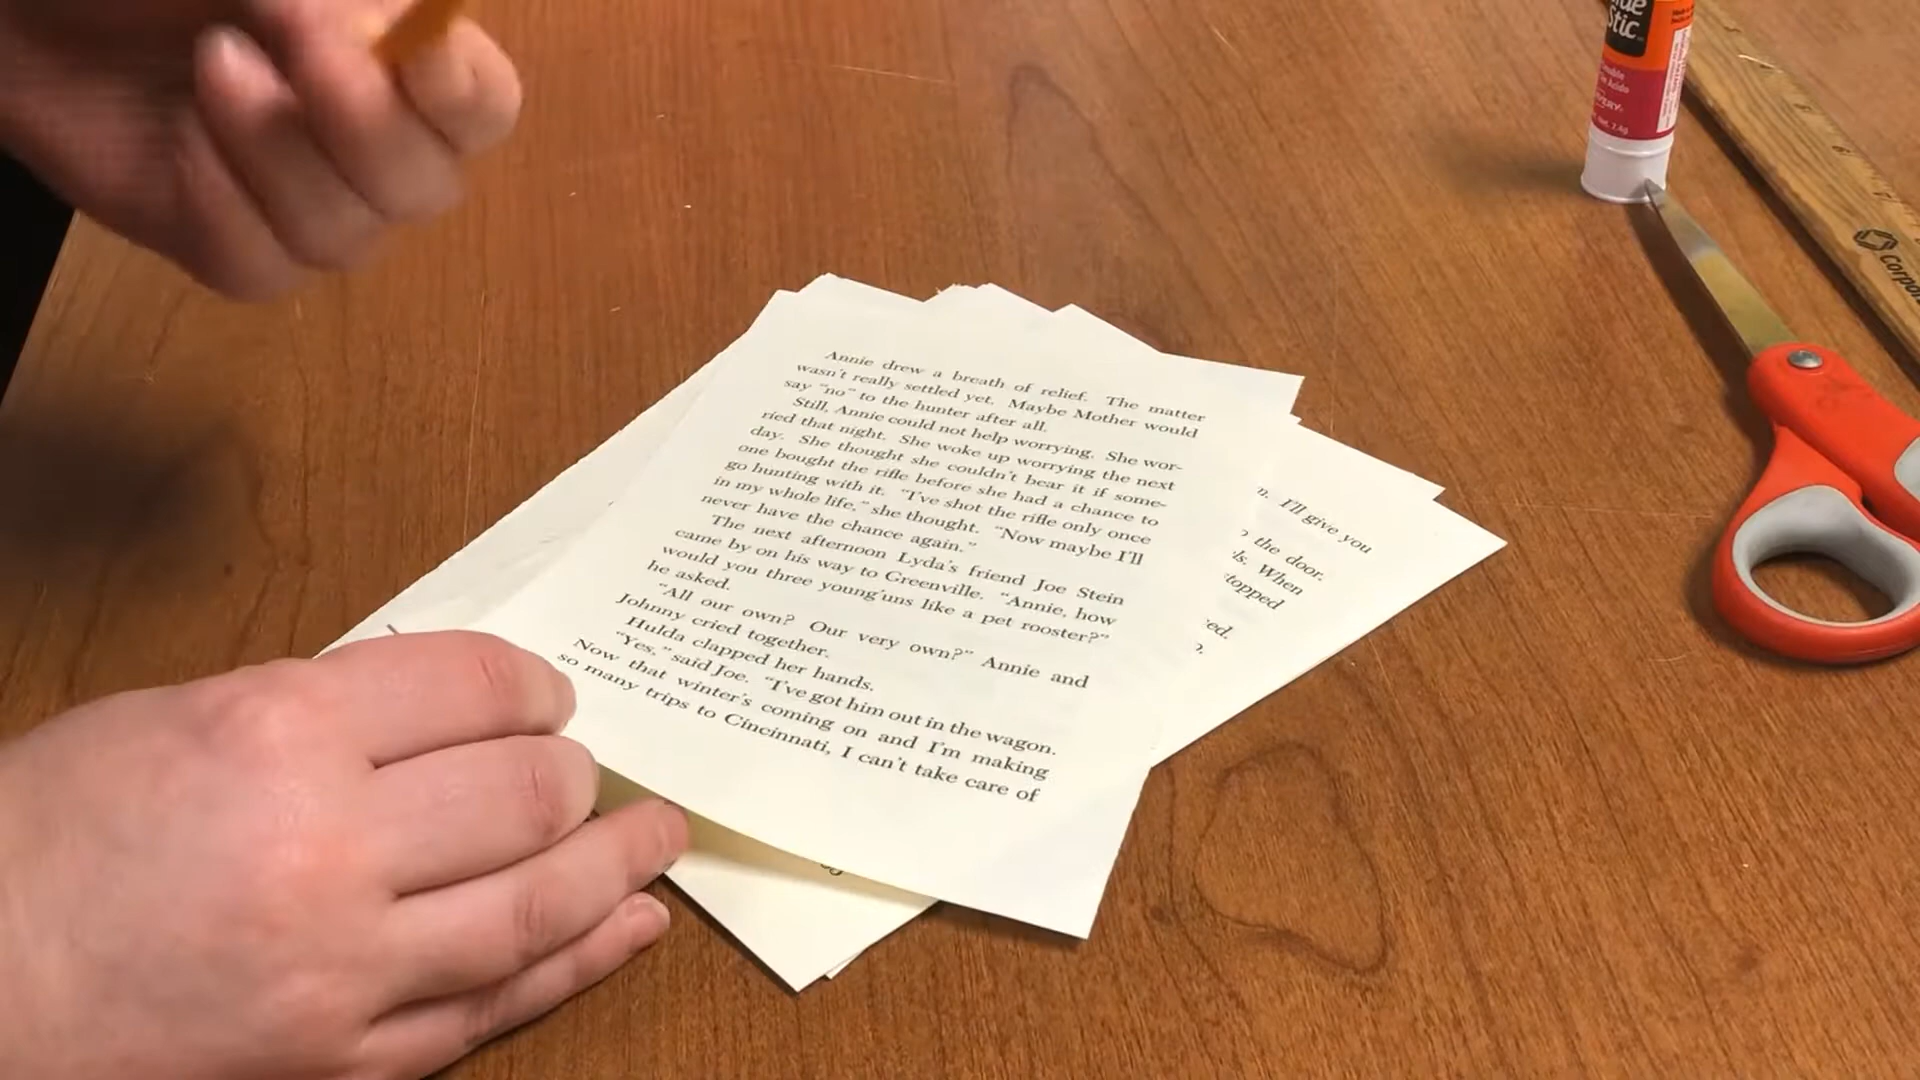 Annie drew a breath of relief. The matter
wasn't really settled yet. Maybe Mother would
say "no" to the hunter after all.
Still, Annie could not help worrying. She wor-
ried that night. She woke up worrying the next
day. She thought she couldn't bear it if some-
one bought the rifle before she had a chance to
go hunting with it. "I've shot the rifle only once
in my whole life," she thought. "Now maybe I'll
never have the chance again."
The next afternoon Lyda's friend Joe Stein
came by on his way to Greenville. "Annie, how
would you three young'uns like a pet rooster?"
he asked.
"All our own? Our very own?" Annie and
Johnny cried together.
Hulda clapped her hands.
"Yes," said Joe. "I've got him out in the wagon.
Now that winter's coming on and I'm making
so many trips to Cincinnati, I can't take care of
I'll give you
the door.
When
Stic
7.4g